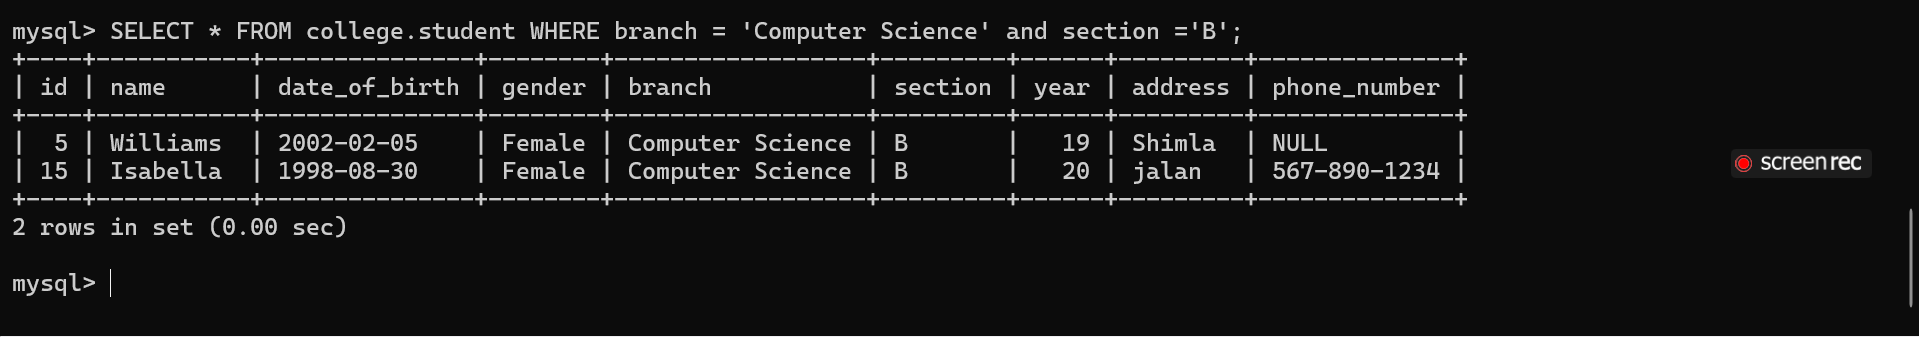 mysql> SELECT * FROM college.student WHERE branch = 'Computer Science' and section ='B';
+----+-----------+---------------+--------+------------------+---------+------+---------+--------------+
| id | name      | date_of_birth | gender | branch           | section | year | address | phone_number |
+----+-----------+---------------+--------+------------------+---------+------+---------+--------------+
|  5 | Williams  | 2002-02-05    | Female | Computer Science | B       |   19 | Shimla  | NULL         |
| 15 | Isabella  | 1998-08-30    | Female | Computer Science | B       |   20 | jalan   | 567-890-1234 |
+----+-----------+---------------+--------+------------------+---------+------+---------+--------------+
2 rows in set (0.00 sec)
mysql>
screenrec